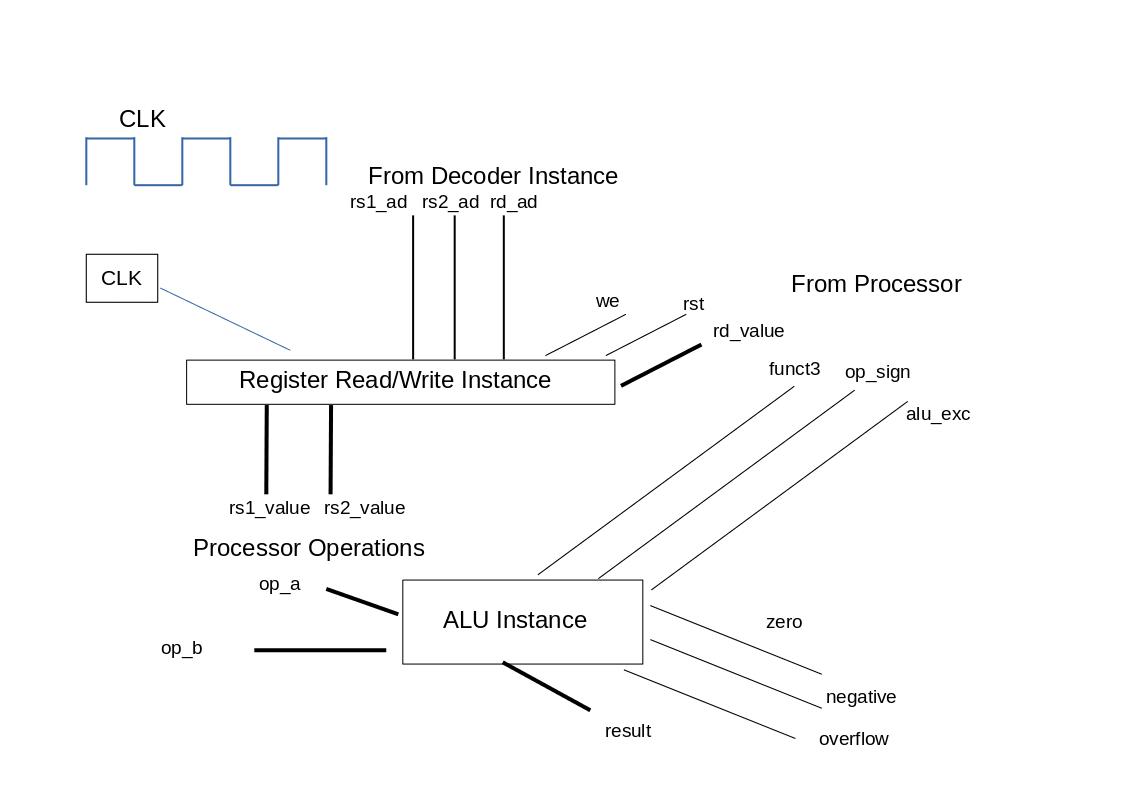 CLK
From Decoder Instance
rs1_ad rs2_ad rd_ad
CLK
From Processor
we
rst
rd_value
funct3
op_sign
alu_exc
Register Read/Write Instance
rs1_value rs2_value
Processor Operations
op_a
op_b
ALU Instance
zero
negative
overflow
result